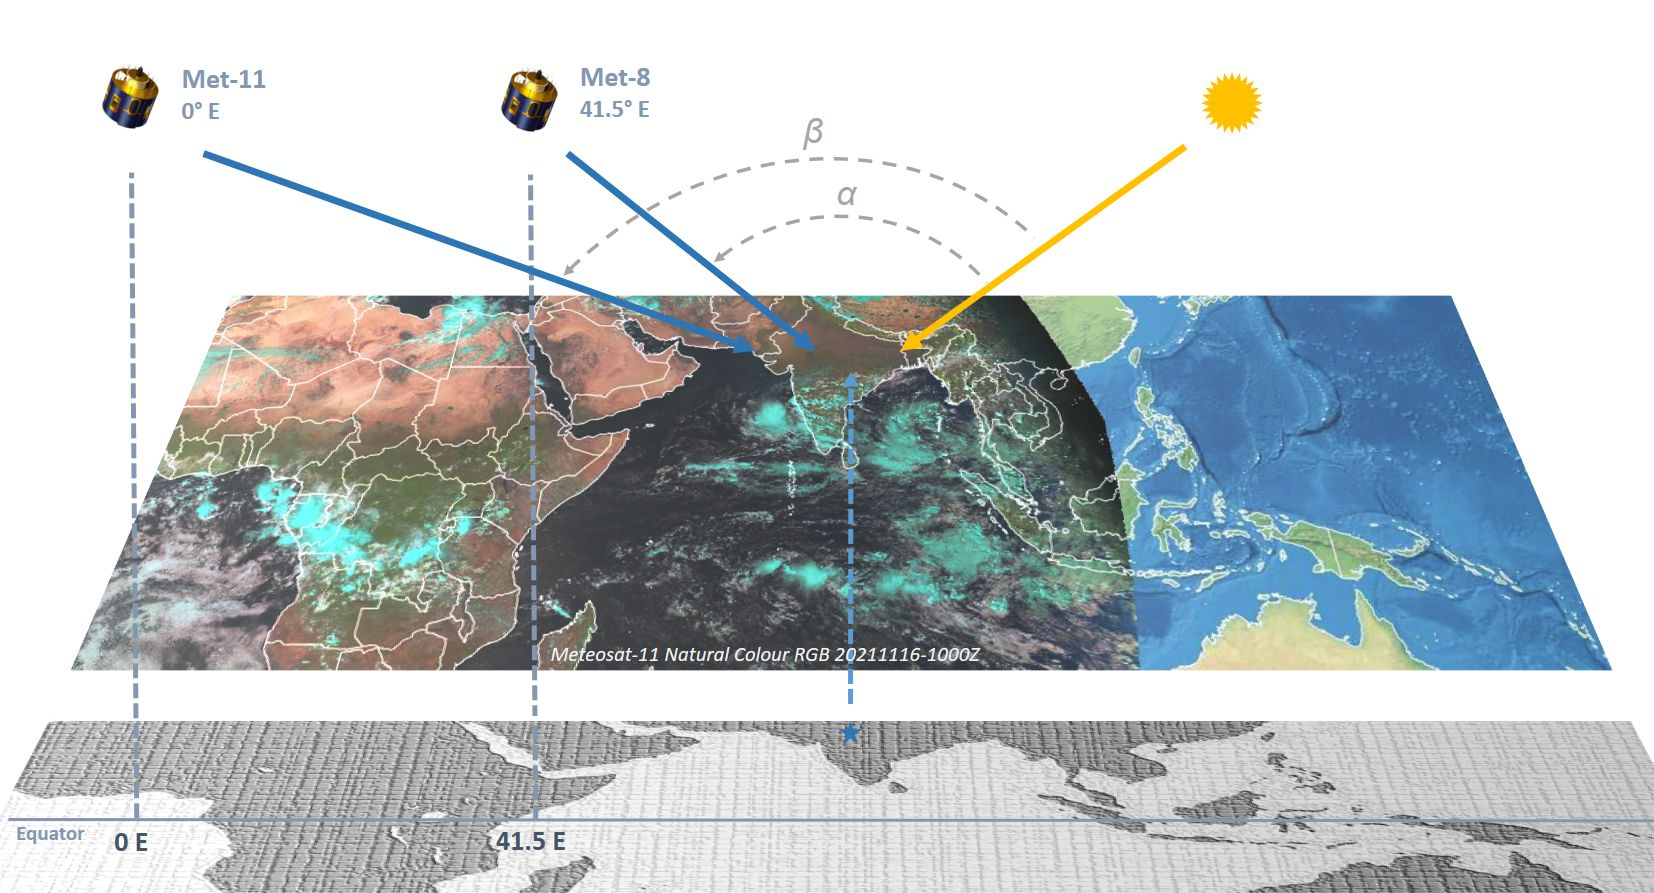 Met-11
0° E
Met-8
41.5° E
β
α
Meteosat-11 Natural Colour RGB 20211116-1000Z
Equator
0 E
41.5 E